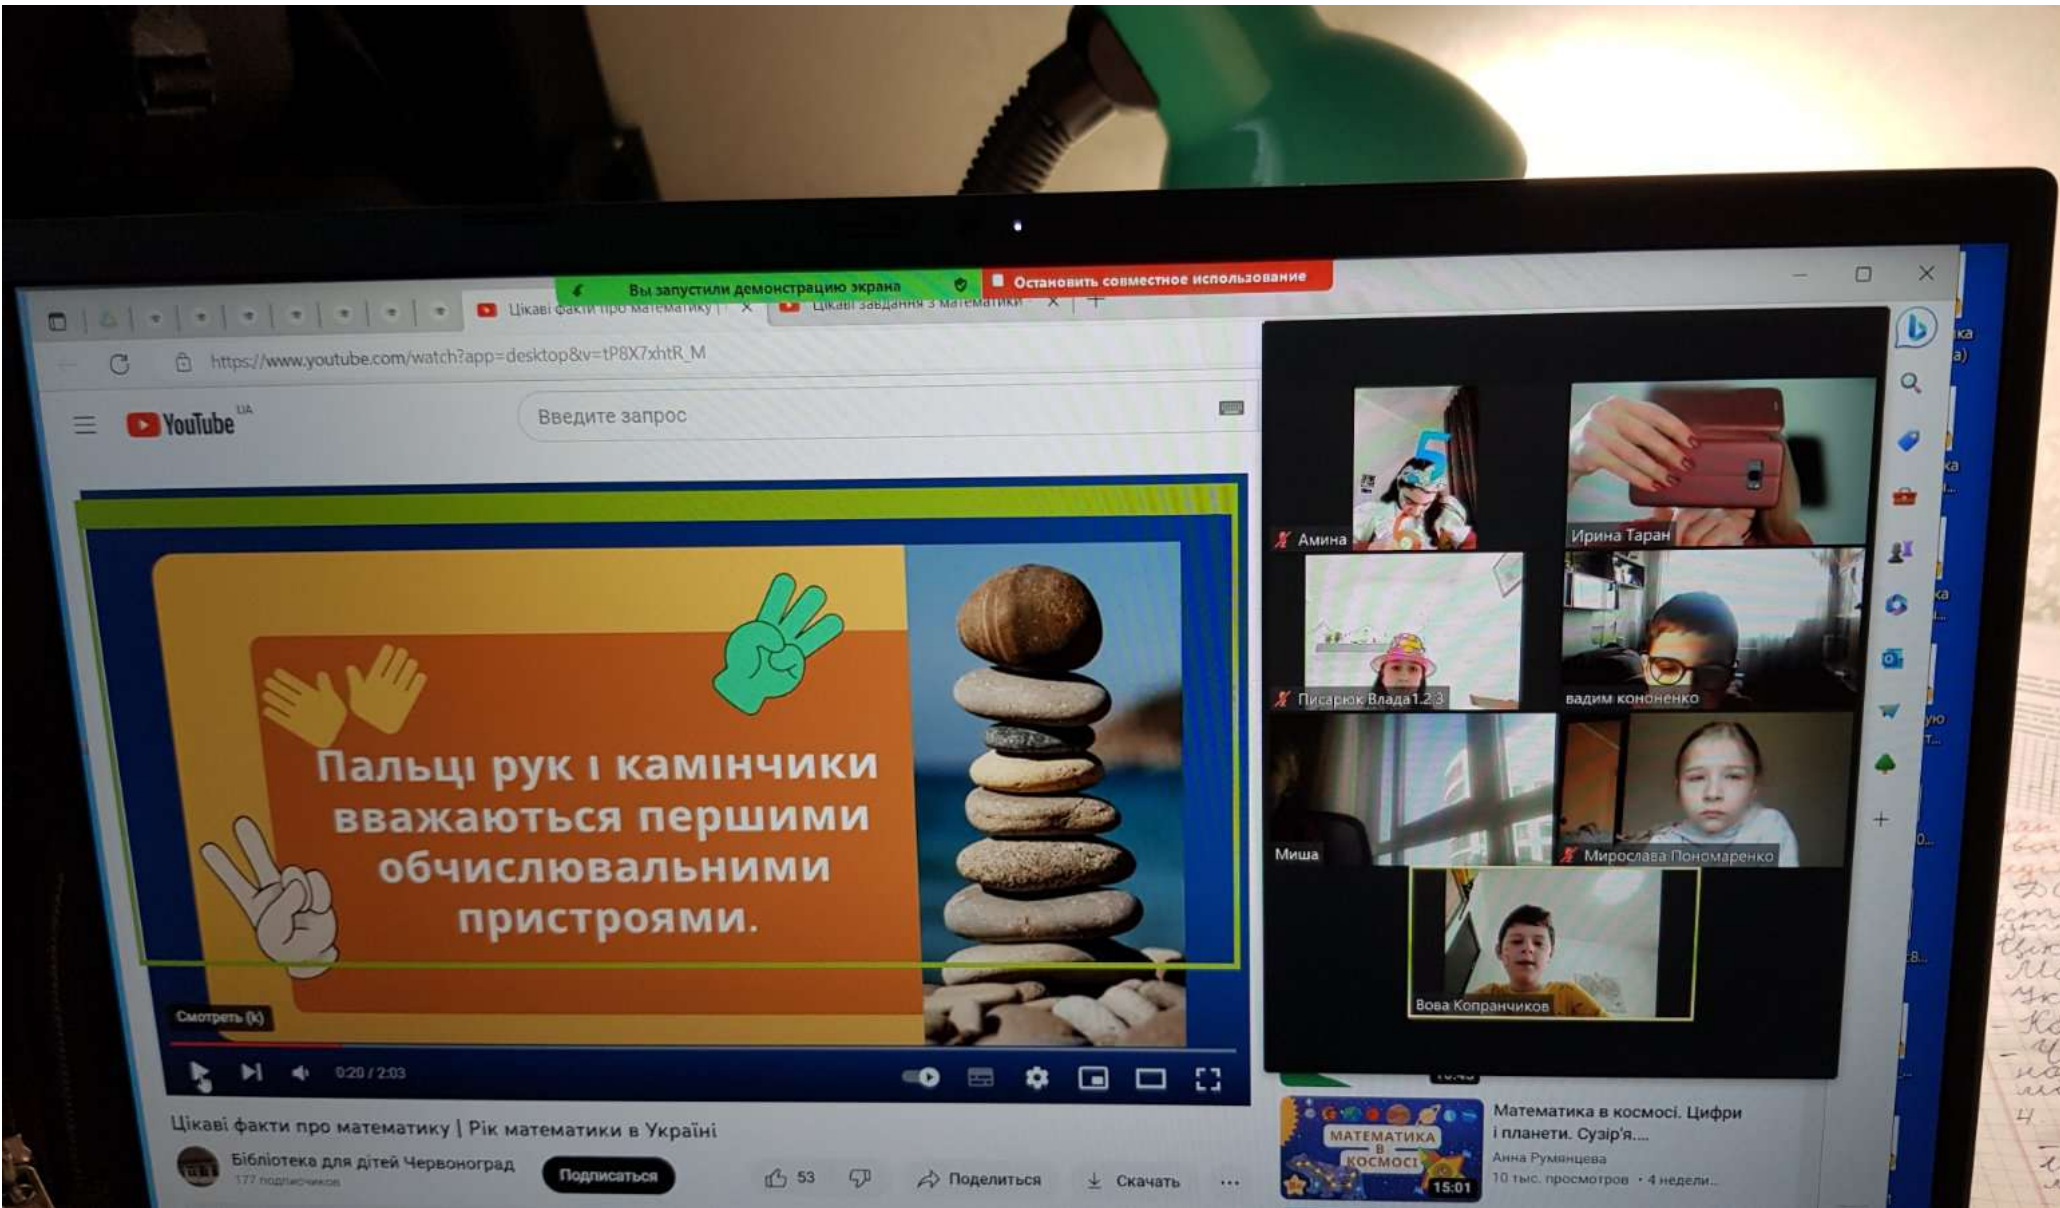 Вы запустили демонстрацию экрана
Остановить совместное использование
Цікаві факти про математику |
Цікаві завдання з математики
https://www.youtube.com/watch?app=desktop&v=tP8X7xhtR_M
YouTube UA
Введите запрос
Пальці рук і камінчики
вважаються першими
обчислювальними
пристроями.
Смотреть (k)
0:20 / 2:03
Цікаві факти про математику | Рік математики в Україні
Бібліотека для дітей Червоноград
177 подписчиков
Подписаться
53
Поделиться
Скачать
5
Амина
Ирина Таран
Писарюк Влада1.2.3
вадим кононенко
Миша
Мирослава Пономаренко
Вова Копранчиков
МАТЕМАТИКА
В
КОСМОСІ
15:01
Математика в космосі. Цифри
і планети. Сузір'я....
Анна Румянцева
10 тыс. просмотров • 4 недели...